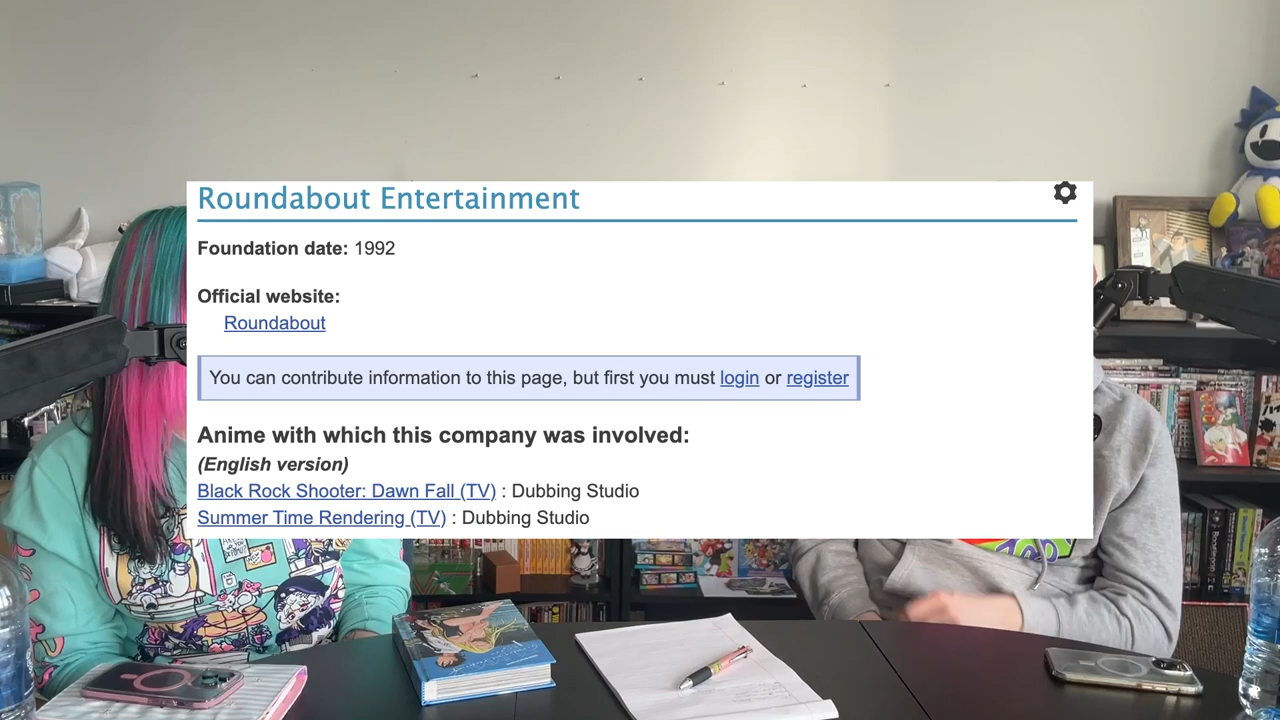 Roundabout Entertainment
Foundation date: 1992
Official website:
Roundabout
You can contribute information to this page, but first you must login or register
Anime with which this company was involved:
(English version)
Black Rock Shooter: Dawn Fall (TV) : Dubbing Studio
Summer Time Rendering (TV) : Dubbing Studio